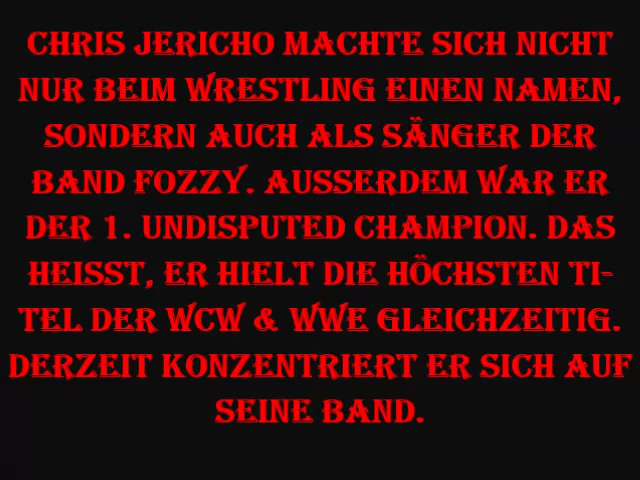 CHRIS JERICHO MACHTE SICH NICHT
NUR BEIM WRESTLING EINEN NAMEN,
SONDERN AUCH ALS SÄNGER DER
BAND FOZZY. AUSSERDEM WAR ER
DER 1. UNDISPUTED CHAMPION. DAS
HEISST, ER HIELT DIE HÖCHSTEN TI-
TEL DER WCW & WWE GLEICHZEITIG.
DERZEIT KONZENTRIERT ER SICH AUF
SEINE BAND.